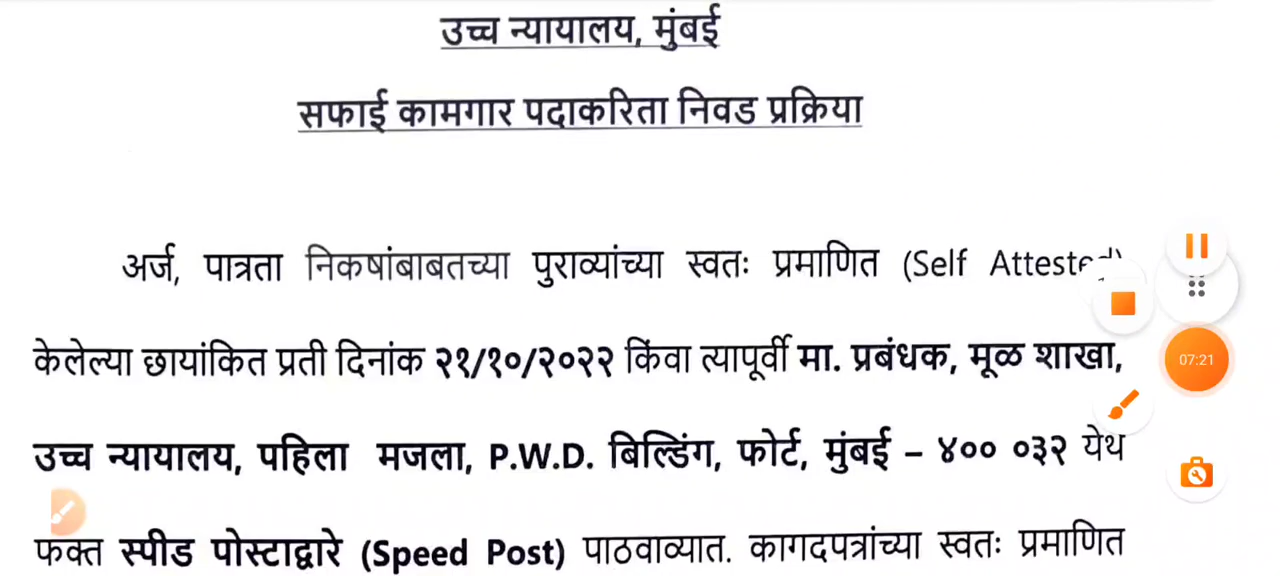 उच्च न्यायालय, मुंबई
सफाई कामगार पदाकरिता निवड प्रक्रिया
अर्ज, पात्रता निकषांबाबतच्या पुराव्यांच्या स्वतः प्रमाणित (Self Attested)
केलेल्या छायांकित प्रती दिनांक २१/१०/२०२२ किंवा त्यापूर्वी मा. प्रबंधक, मूळ शाखा,
उच्च न्यायालय, पहिला मजला, P.W.D. बिल्डिंग, फोर्ट, मुंबई – ४०० ०३२ येथे
फक्त स्पीड पोस्टाद्वारे (Speed Post) पाठवाव्यात. कागदपत्रांच्या स्वतः प्रमाणित
07:21